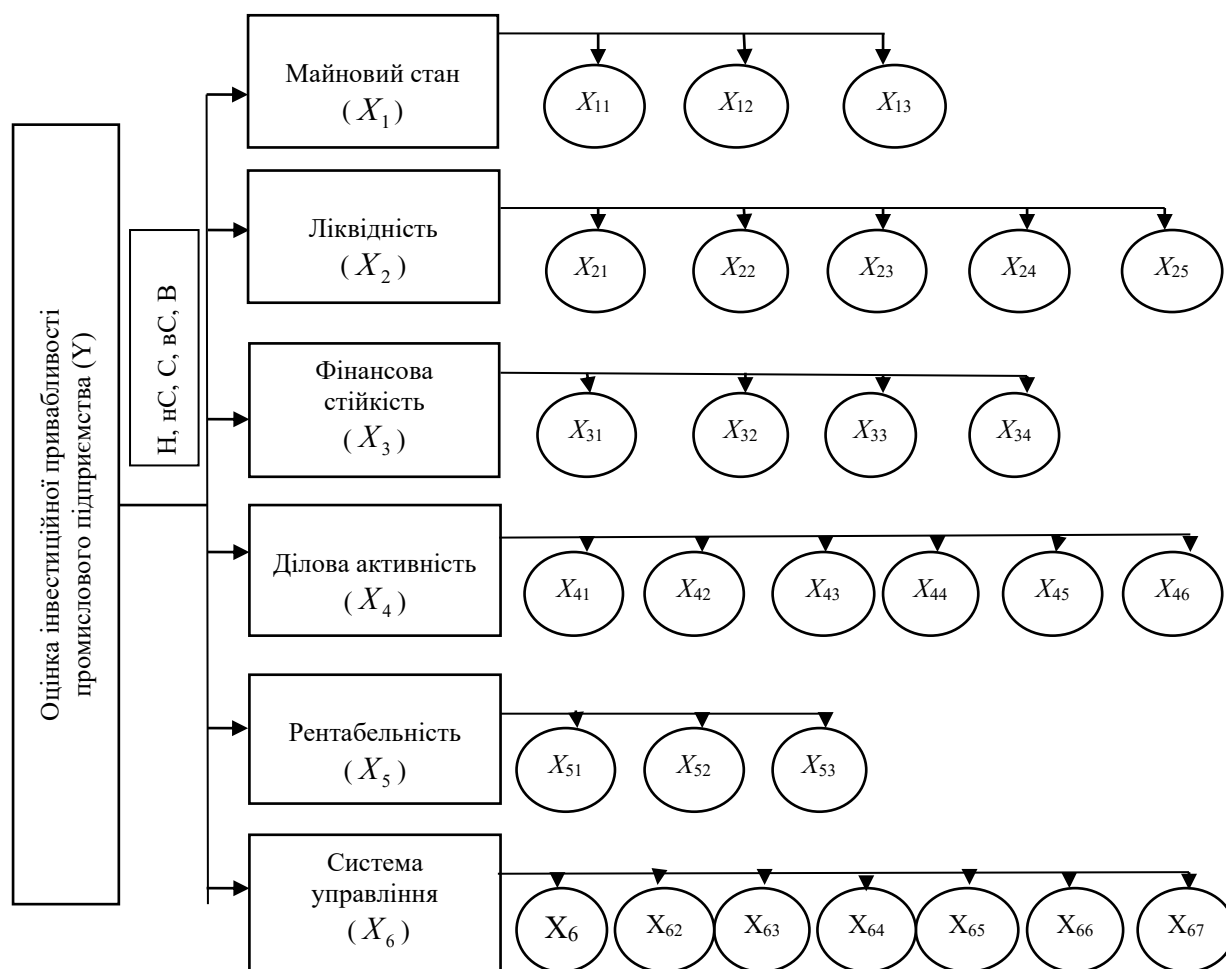 Оцінка інвестиційної привабливості
промислового підприємства (Y)
Н, нС, С, вС, В
Майновий стан
( X1 )
X11
X12
X13
Ліквідність
( X2 )
X21
X22
X23
X24
X25
Фінансова
стійкість
( X3 )
X31
X32
X33
X34
Ділова активність
( X4 )
X41
X42
X43
X44
X45
X46
Рентабельність
( X5 )
X51
X52
X53
Система
управління
( X6 )
X6
X62
X63
X64
X65
X66
X67